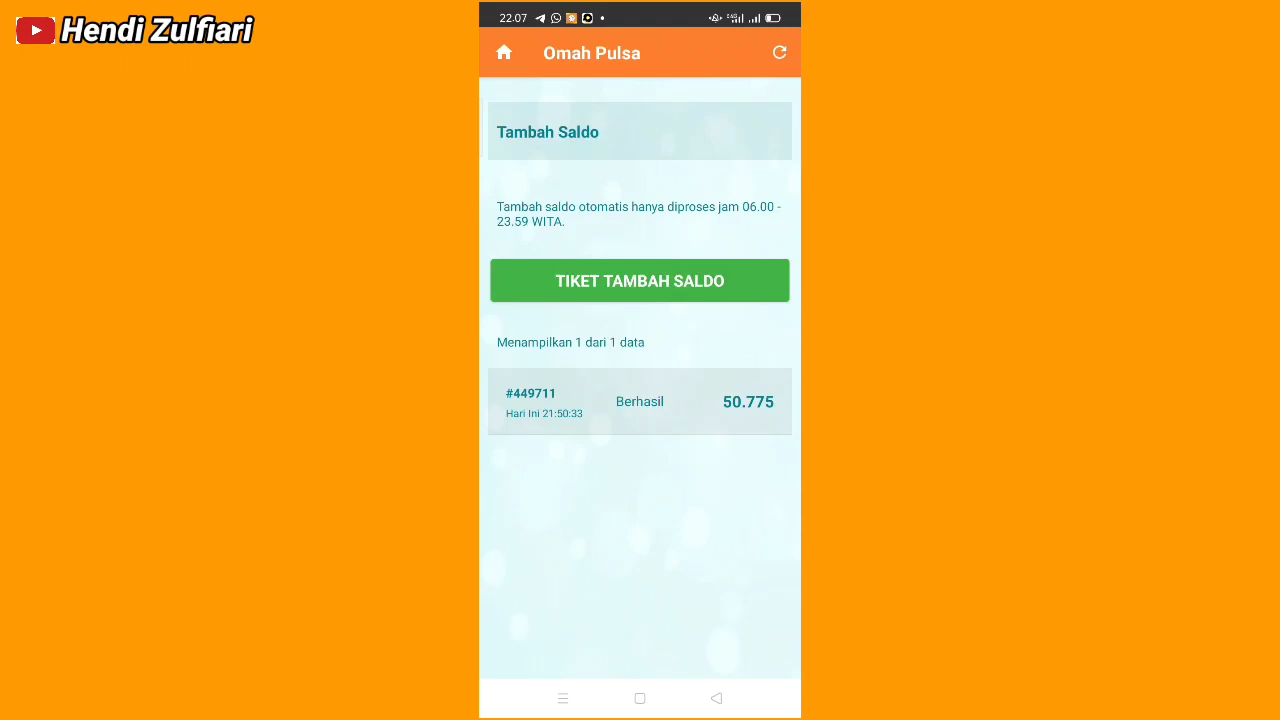 Hendi Zulfiari
22.07
Omah Pulsa
Tambah Saldo
Tambah saldo otomatis hanya diproses jam 06.00 -
23.59 WITA.
TIKET TAMBAH SALDO
Menampilkan 1 dari 1 data
#449711
Hari Ini 21:50:33
Berhasil
50.775